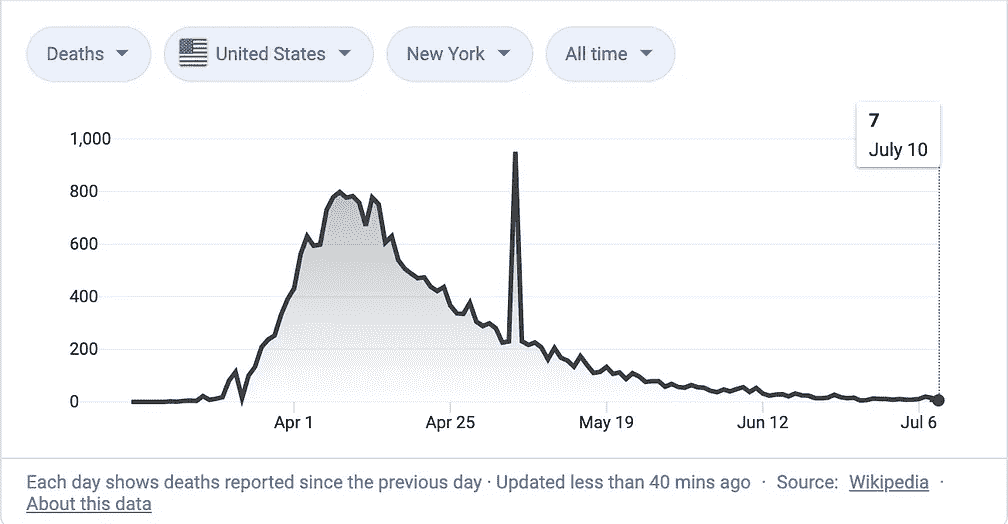 Deaths United States New York All time
7
July 10
1,000
800
600
400
200
0
Apr 1 Apr 25 May 19 Jun 12 Jul 6
Each day shows deaths reported since the previous day · Updated less than 40 mins ago · Source: Wikipedia ·
About this data